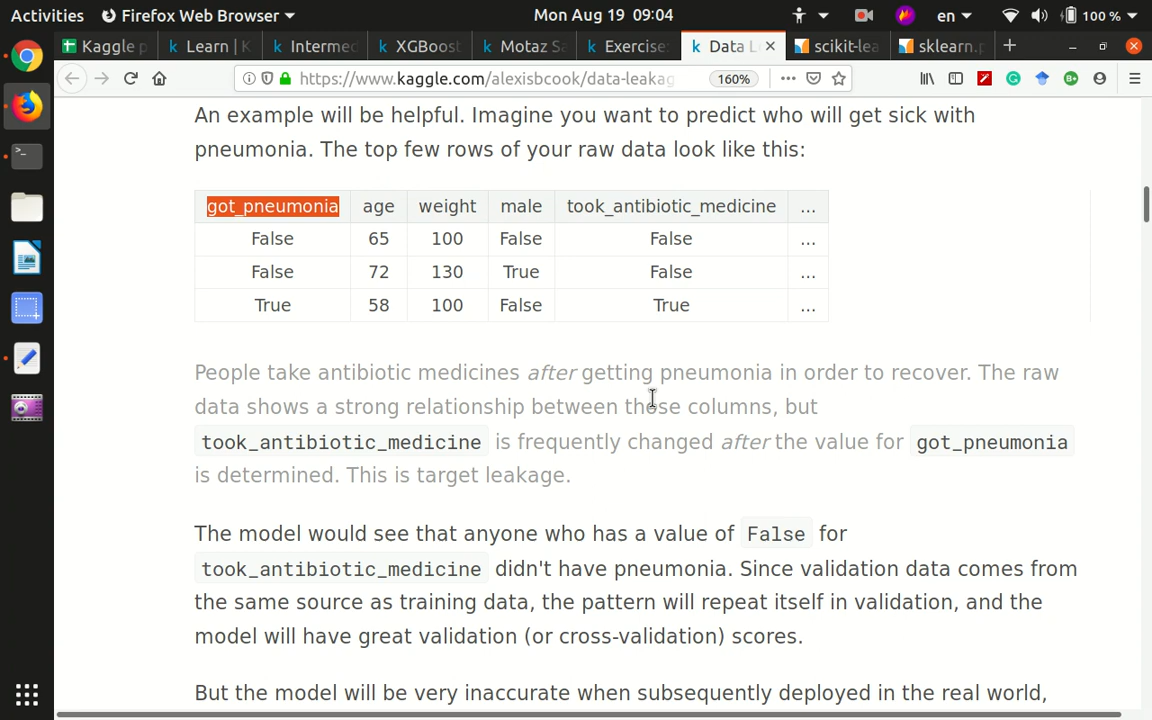 Activities Firefox Web Browser Mon Aug 19 09:04 en 100 %
Kaggle p Learn | K Intermed XGBoost Motaz Sa Exercise: Data L scikit-lea sklearn.p
https://www.kaggle.com/alexisbcook/data-leakag 160%
An example will be helpful. Imagine you want to predict who will get sick with
pneumonia. The top few rows of your raw data look like this:
got_pneumonia age weight male took_antibiotic_medicine ...
False 65 100 False False ...
False 72 130 True False ...
True 58 100 False True ...
People take antibiotic medicines after getting pneumonia in order to recover. The raw
data shows a strong relationship between those columns, but
took_antibiotic_medicine is frequently changed after the value for got_pneumonia
is determined. This is target leakage.
The model would see that anyone who has a value of False for
took_antibiotic_medicine didn't have pneumonia. Since validation data comes from
the same source as training data, the pattern will repeat itself in validation, and the
model will have great validation (or cross-validation) scores.
But the model will be very inaccurate when subsequently deployed in the real world,